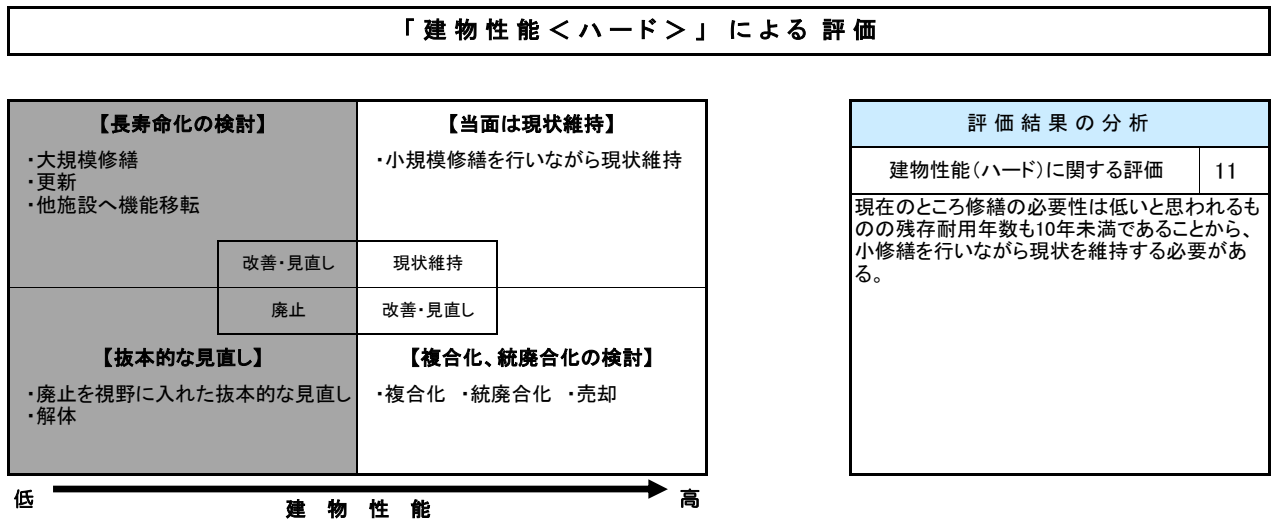 「建物性能＜ハード＞」による評価
【長寿命化の検討】
・大規模修繕
・更新
・他施設へ機能移転
【当面は現状維持】
・小規模修繕を行いながら現状維持
改善・見直し
現状維持
廃止
改善・見直し
【抜本的な見直し】
・廃止を視野に入れた抜本的な見直し
・解体
【複合化、統廃合化の検討】
・複合化 ・統廃合化 ・売却
低
建物性能
高
評価結果の分析
建物性能（ハード）に関する評価 11
現在のところ修繕の必要性は低いと思われるも
のの残存耐用年数も10年未満であることから、
小修繕を行いながら現状を維持する必要があ
る。